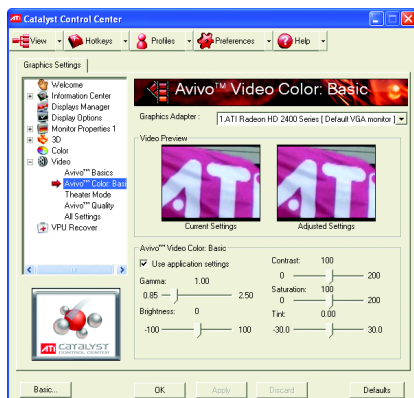 ATI Catalyst Control Center
View Hotkeys Profiles Preferences Help
Graphics Settings
Welcome
Information Center
Displays Manager
Display Options
Monitor Properties 1
3D
Color
Video
Avivo™ Basics
Avivo™ Color: Basi
Theater Mode
Avivo™ Quality
All Settings
VPU Recover
ATI CATALYST
CONTROL CENTER
Avivo™ Video Color: Basic
Graphics Adapter : 1.ATI Radeon HD 2400 Series [ Default VGA monitor ]
Video Preview
ATI ATI
Current Settings Adjusted Settings
Avivo™ Video Color: Basic
Use application settings
Gamma: 1.00
0.85 2.50
Brightness: 0
-100 100
Contrast: 100
0 200
Saturation: 100
0 200
Tint: 0.00
-30.0 30.0
Basic... OK Apply Discard Defaults